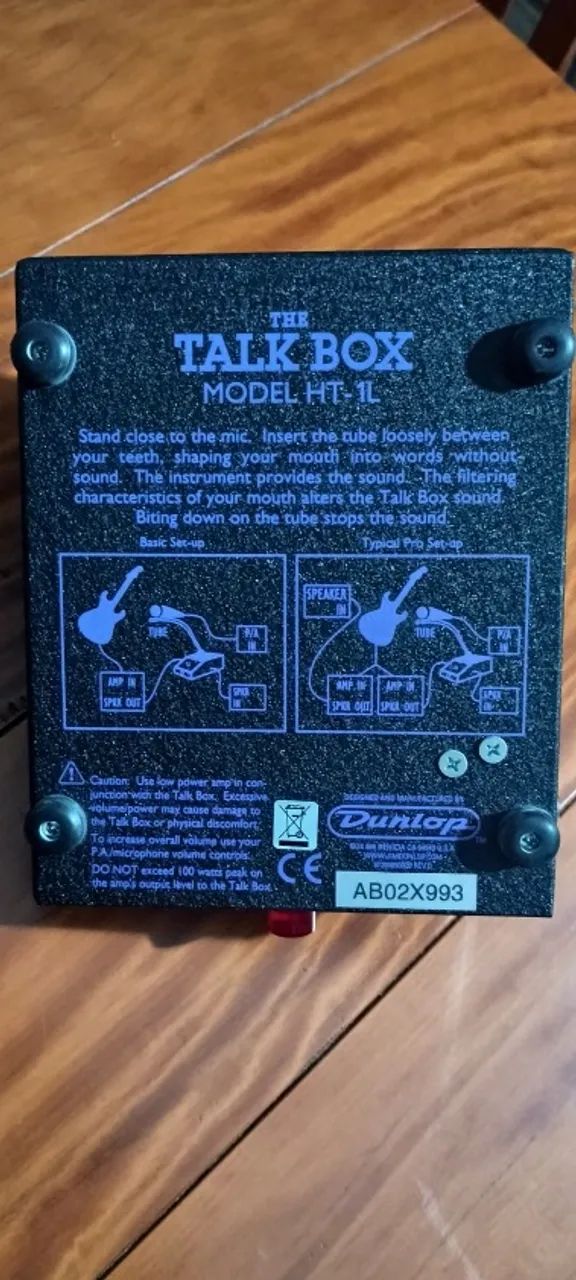 THE
TALK BOX
MODEL HT-1L
Stand close to the mic. Insert the tube loosely between
your teeth, shaping your mouth into words without
sound. The instrument provides the sound. The filtering
characteristics of your mouth alters the Talk Box sound.
Biting down on the tube stops the sound.
Basic Set-up
TUBE
P/A
IN
AMP IN
SPKR OUT
SPKR
IN
Typical Pro Set-up
SPEAKER
IN
TUBE
P/A
IN
AMP IN
SPKR OUT
AMP IN
SPKR OUT
SPKR
IN
Caution: Use low power amp in con-
junction with the Talk Box. Excessive
volume/power may cause damage to
the Talk Box or physical discomfort.
To increase overall volume use your
P.A./microphone volume controls.
DO NOT exceed 100 watts peak on
the amp's output level to the Talk Box
CE
DESIGNED AND MANUFACTURED BY
Dunlop
TM
BENICIA CA 94510 U.S.A.
WWW.JIMDUNLOP.COM
AB02X993